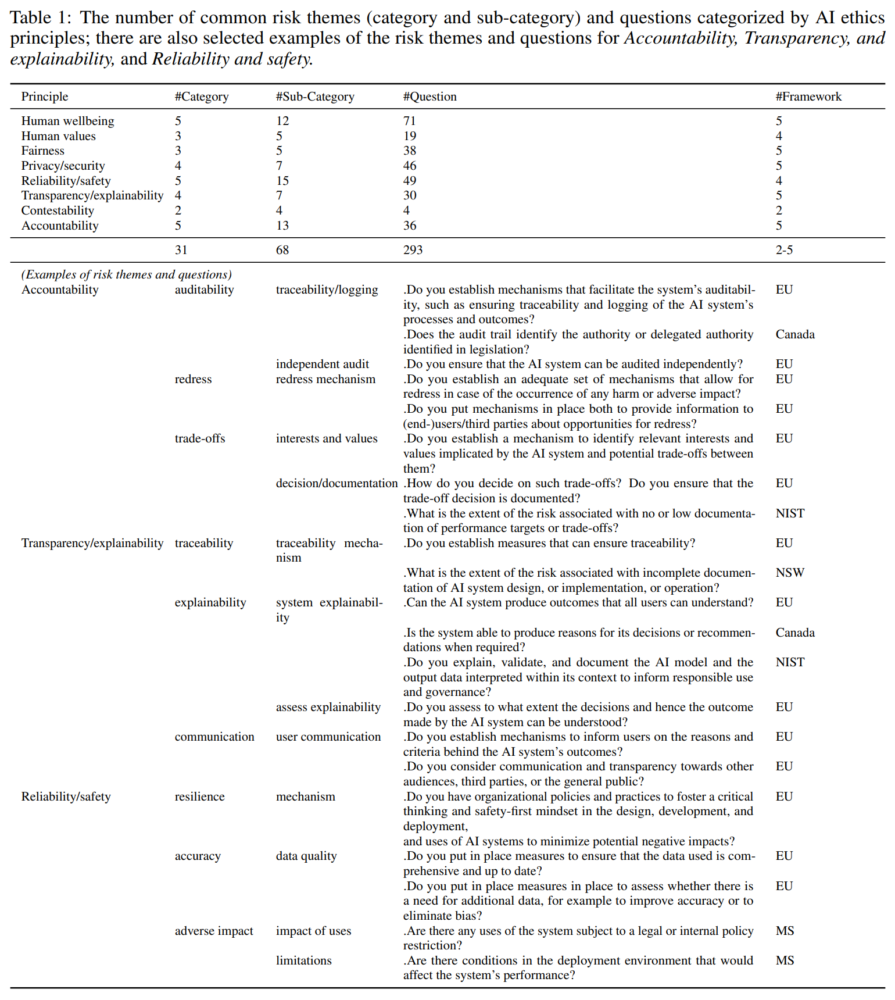 Table 1: The number of common risk themes (category and sub-category) and questions categorized by AI ethics
principles; there are also selected examples of the risk themes and questions for Accountability, Transparency, and
explainability, and Reliability and safety.
Principle #Category #Sub-Category #Question #Framework
Human wellbeing 5 12 71 5
Human values 3 5 19 4
Fairness 3 5 38 5
Privacy/security 4 7 46 5
Reliability/safety 5 15 49 4
Transparency/explainability 4 7 30 5
Contestability 2 4 4 2
Accountability 5 13 36 5
31 68 293 2-5
(Examples of risk themes and questions)
Accountability auditability traceability/logging .Do you establish mechanisms that facilitate the system's auditabil- EU
ity, such as ensuring traceability and logging of the AI system's
processes and outcomes?
.Does the audit trail identify the authority or delegated authority Canada
identified in legislation?
independent audit .Do you ensure that the AI system can be audited independently? EU
redress redress mechanism .Do you establish an adequate set of mechanisms that allow for EU
redress in case of the occurrence of any harm or adverse impact?
.Do you put mechanisms in place both to provide information to EU
(end-)users/third parties about opportunities for redress?
trade-offs interests and values .Do you establish a mechanism to identify relevant interests and EU
values implicated by the AI system and potential trade-offs between
them?
decision/documentation .How do you decide on such trade-offs? Do you ensure that the EU
trade-off decision is documented?
.What is the extent of the risk associated with no or low documenta- NIST
tion of performance targets or trade-offs?
Transparency/explainability traceability traceability mecha- .Do you establish measures that can ensure traceability? EU
nism
.What is the extent of the risk associated with incomplete documen- NSW
tation of AI system design, or implementation, or operation?
explainability system explainabil- .Can the AI system produce outcomes that all users can understand? EU
ity
.Is the system able to produce reasons for its decisions or recommen- Canada
dations when required?
.Do you explain, validate, and document the AI model and the NIST
output data interpreted within its context to inform responsible use
and governance?
assess explainability .Do you assess to what extent the decisions and hence the outcome EU
made by the AI system can be understood?
communication user communication .Do you establish mechanisms to inform users on the reasons and EU
criteria behind the AI system's outcomes?
.Do you consider communication and transparency towards other EU
audiences, third parties, or the general public?
Reliability/safety resilience mechanism .Do you have organizational policies and practices to foster a critical EU
thinking and safety-first mindset in the design, development, and
deployment,
and uses of AI systems to minimize potential negative impacts?
accuracy data quality .Do you put in place measures to ensure that the data used is com- EU
prehensive and up to date?
.Do you put in place measures in place to assess whether there is EU
a need for additional data, for example to improve accuracy or to
eliminate bias?
adverse impact impact of uses .Are there any uses of the system subject to a legal or internal policy MS
restriction?
limitations .Are there conditions in the deployment environment that would MS
affect the system's performance?